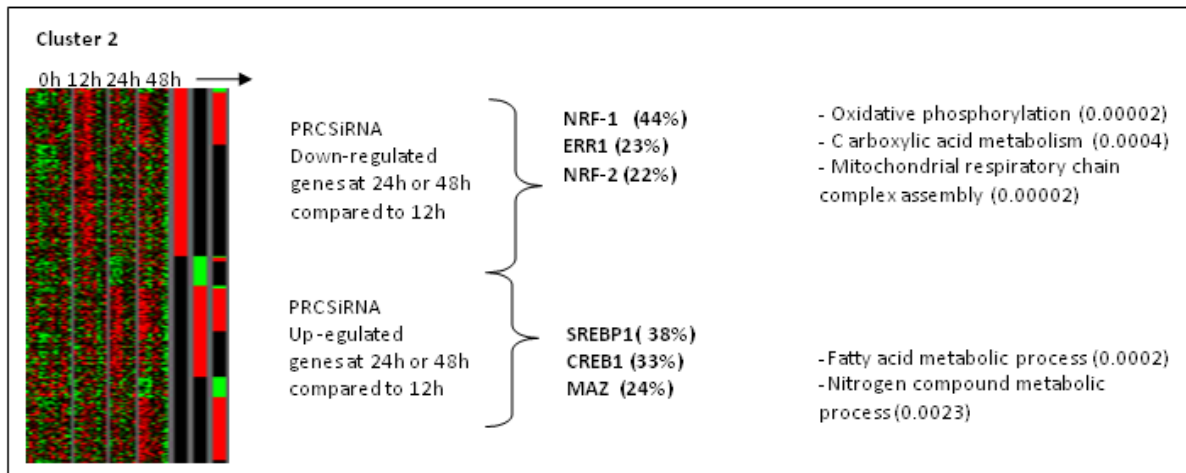 Cluster 2
0h 12h 24h 48h
PRCSiRNA
Down-regulated
genes at 24h or 48h
compared to 12h
NRF-1 (44%)
ERR1 (23%)
NRF-2 (22%)
- Oxidative phosphorylation (0.00002)
- C arboxylic acid metabolism (0.0004)
- Mitochondrial respiratory chain
complex assembly (0.00002)
PRCSiRNA
Up -egulated
genes at 24h or 48h
compared to 12h
SREBP1( 38%)
CREB1 (33%)
MAZ (24%)
-Fatty acid metabolic process (0.0002)
-Nitrogen compound metabolic
process(0.0023)